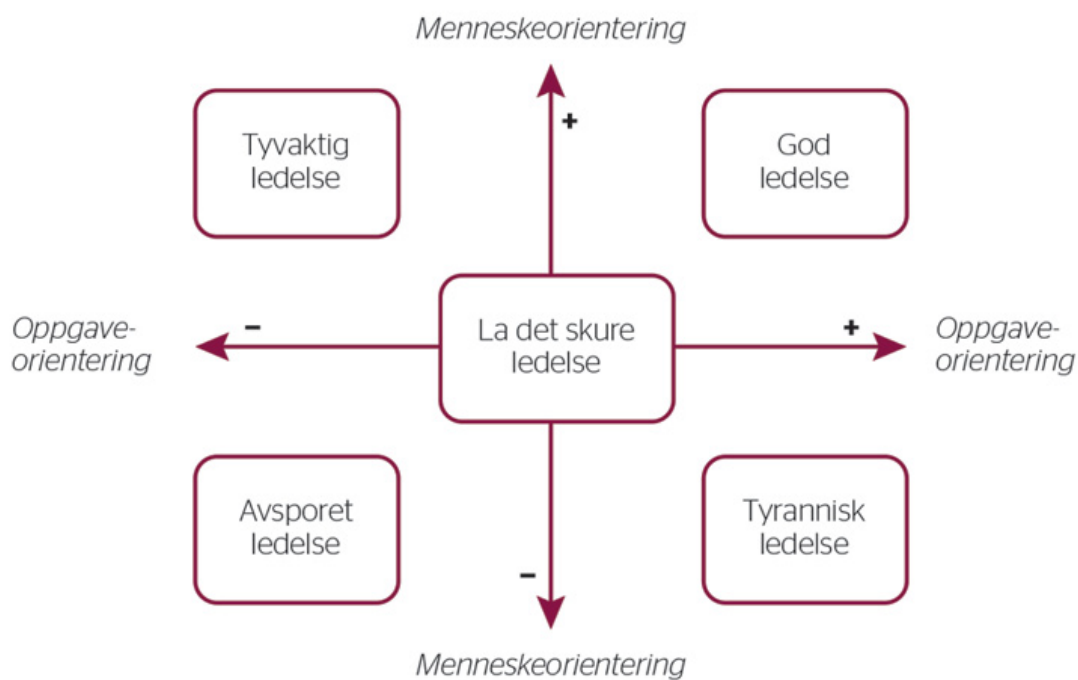 Menneskeorientering
+
Tyvaktig
ledelse
God
ledelse
Oppgave-
orientering
–
La det skure
ledelse
+
Oppgave-
orientering
Avsporet
ledelse
Tyrannisk
ledelse
–
Menneskeorientering